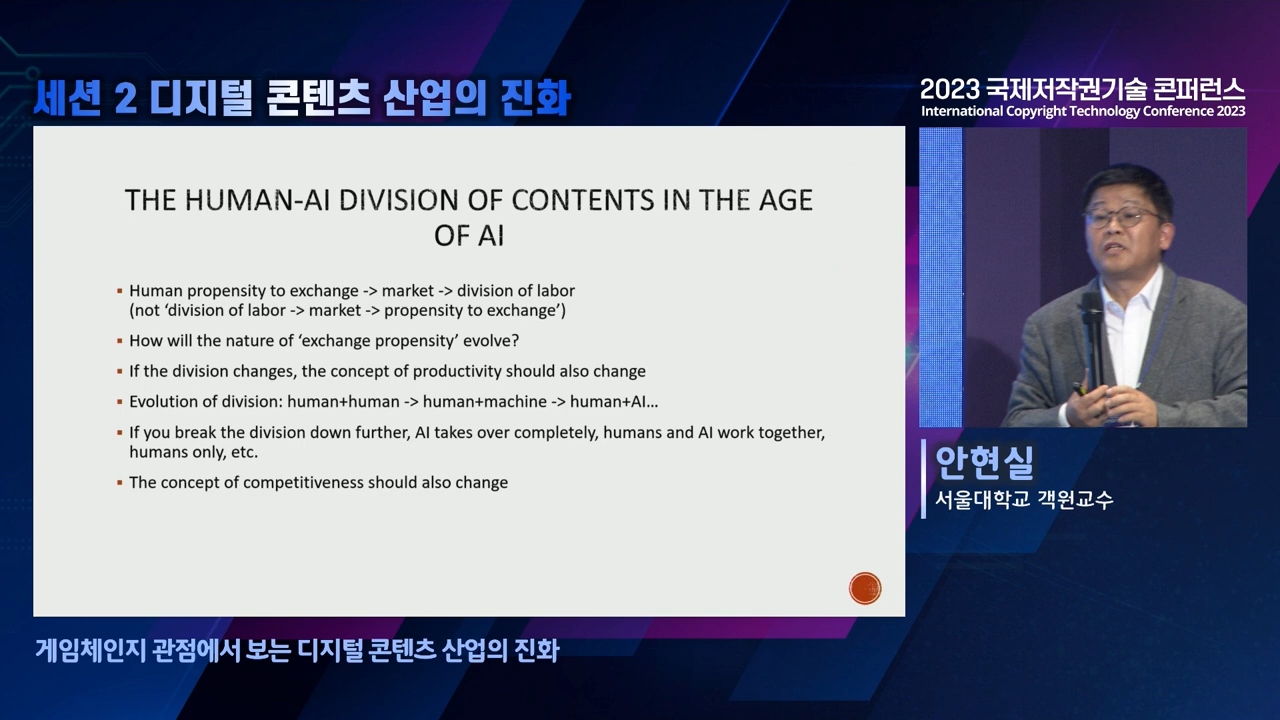 세션 2 디지털 콘텐츠 산업의 진화
2023 국제저작권기술 콘퍼런스
International Copyright Technology Conference 2023
THE HUMAN-AI DIVISION OF CONTENTS IN THE AGE
OF AI
▪ Human propensity to exchange -> market -> division of labor
(not ‘division of labor -> market -> propensity to exchange’)
▪ How will the nature of ‘exchange propensity’ evolve?
▪ If the division changes, the concept of productivity should also change
▪ Evolution of division: human+human -> human+machine -> human+AI…
▪ If you break the division down further, AI takes over completely, humans and AI work together,
humans only, etc.
▪ The concept of competitiveness should also change
안현실
서울대학교 객원교수
게임체인지 관점에서 보는 디지털 콘텐츠 산업의 진화